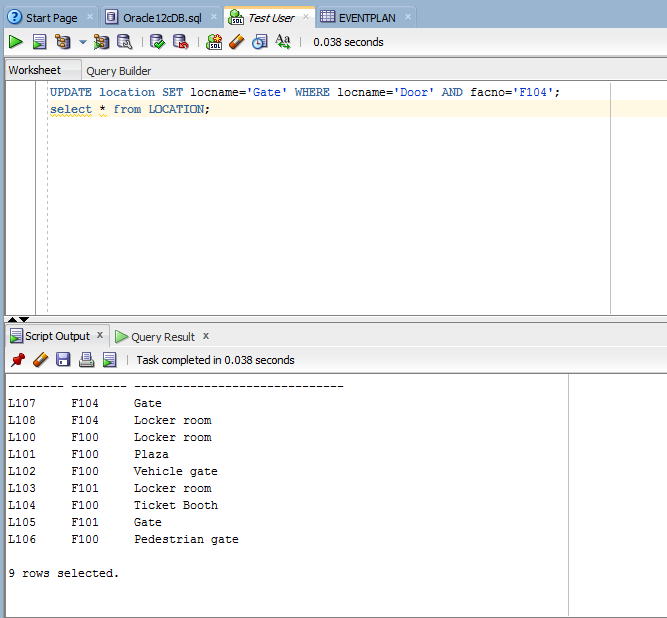 Start Page Oracle12cDB.sql Test User EVENTPLAN
0.038 seconds
Worksheet Query Builder
UPDATE location SET locname='Gate' WHERE locname='Door' AND facno='F104';
select * from LOCATION;
Script Output x Query Result x
Task completed in 0.038 seconds
-------- -------- ------------------------------
L107 F104 Gate
L108 F104 Locker room
L100 F100 Locker room
L101 F100 Plaza
L102 F100 Vehicle gate
L103 F101 Locker room
L104 F100 Ticket Booth
L105 F101 Gate
L106 F100 Pedestrian gate
9 rows selected.